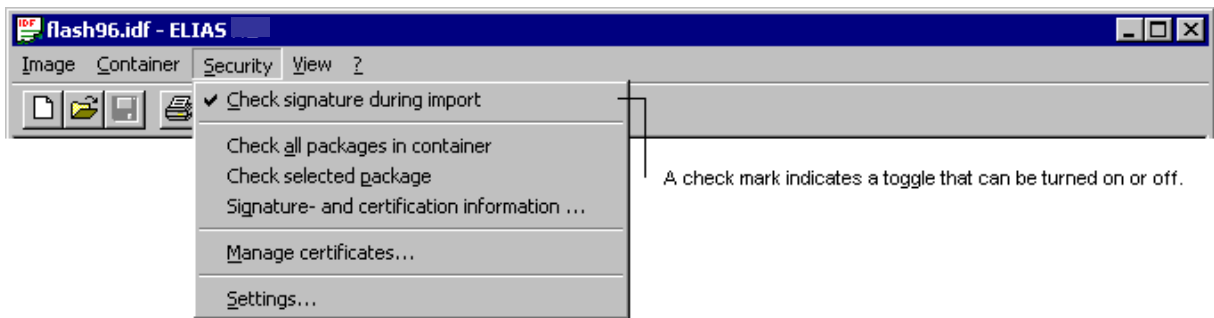 IDF flash96.idf - ELIAS
Image Container Security View ?
Check signature during import
Check all packages in container
Check selected package
Signature- and certification information ...
Manage certificates...
Settings...
A check mark indicates a toggle that can be turned on or off.